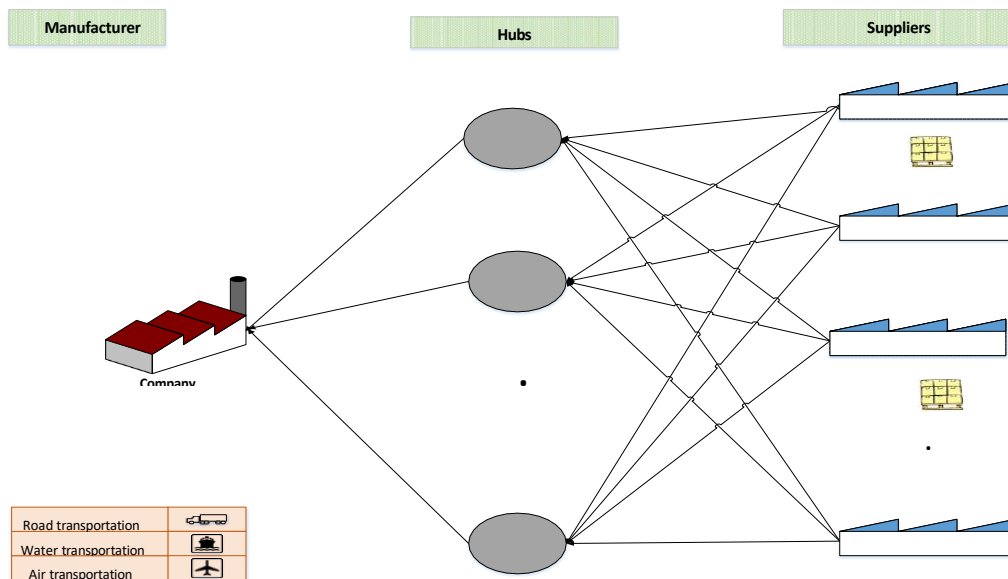 Manufacturer
Hubs
Suppliers
Company
Road transportation
Water transportation
Air transportation